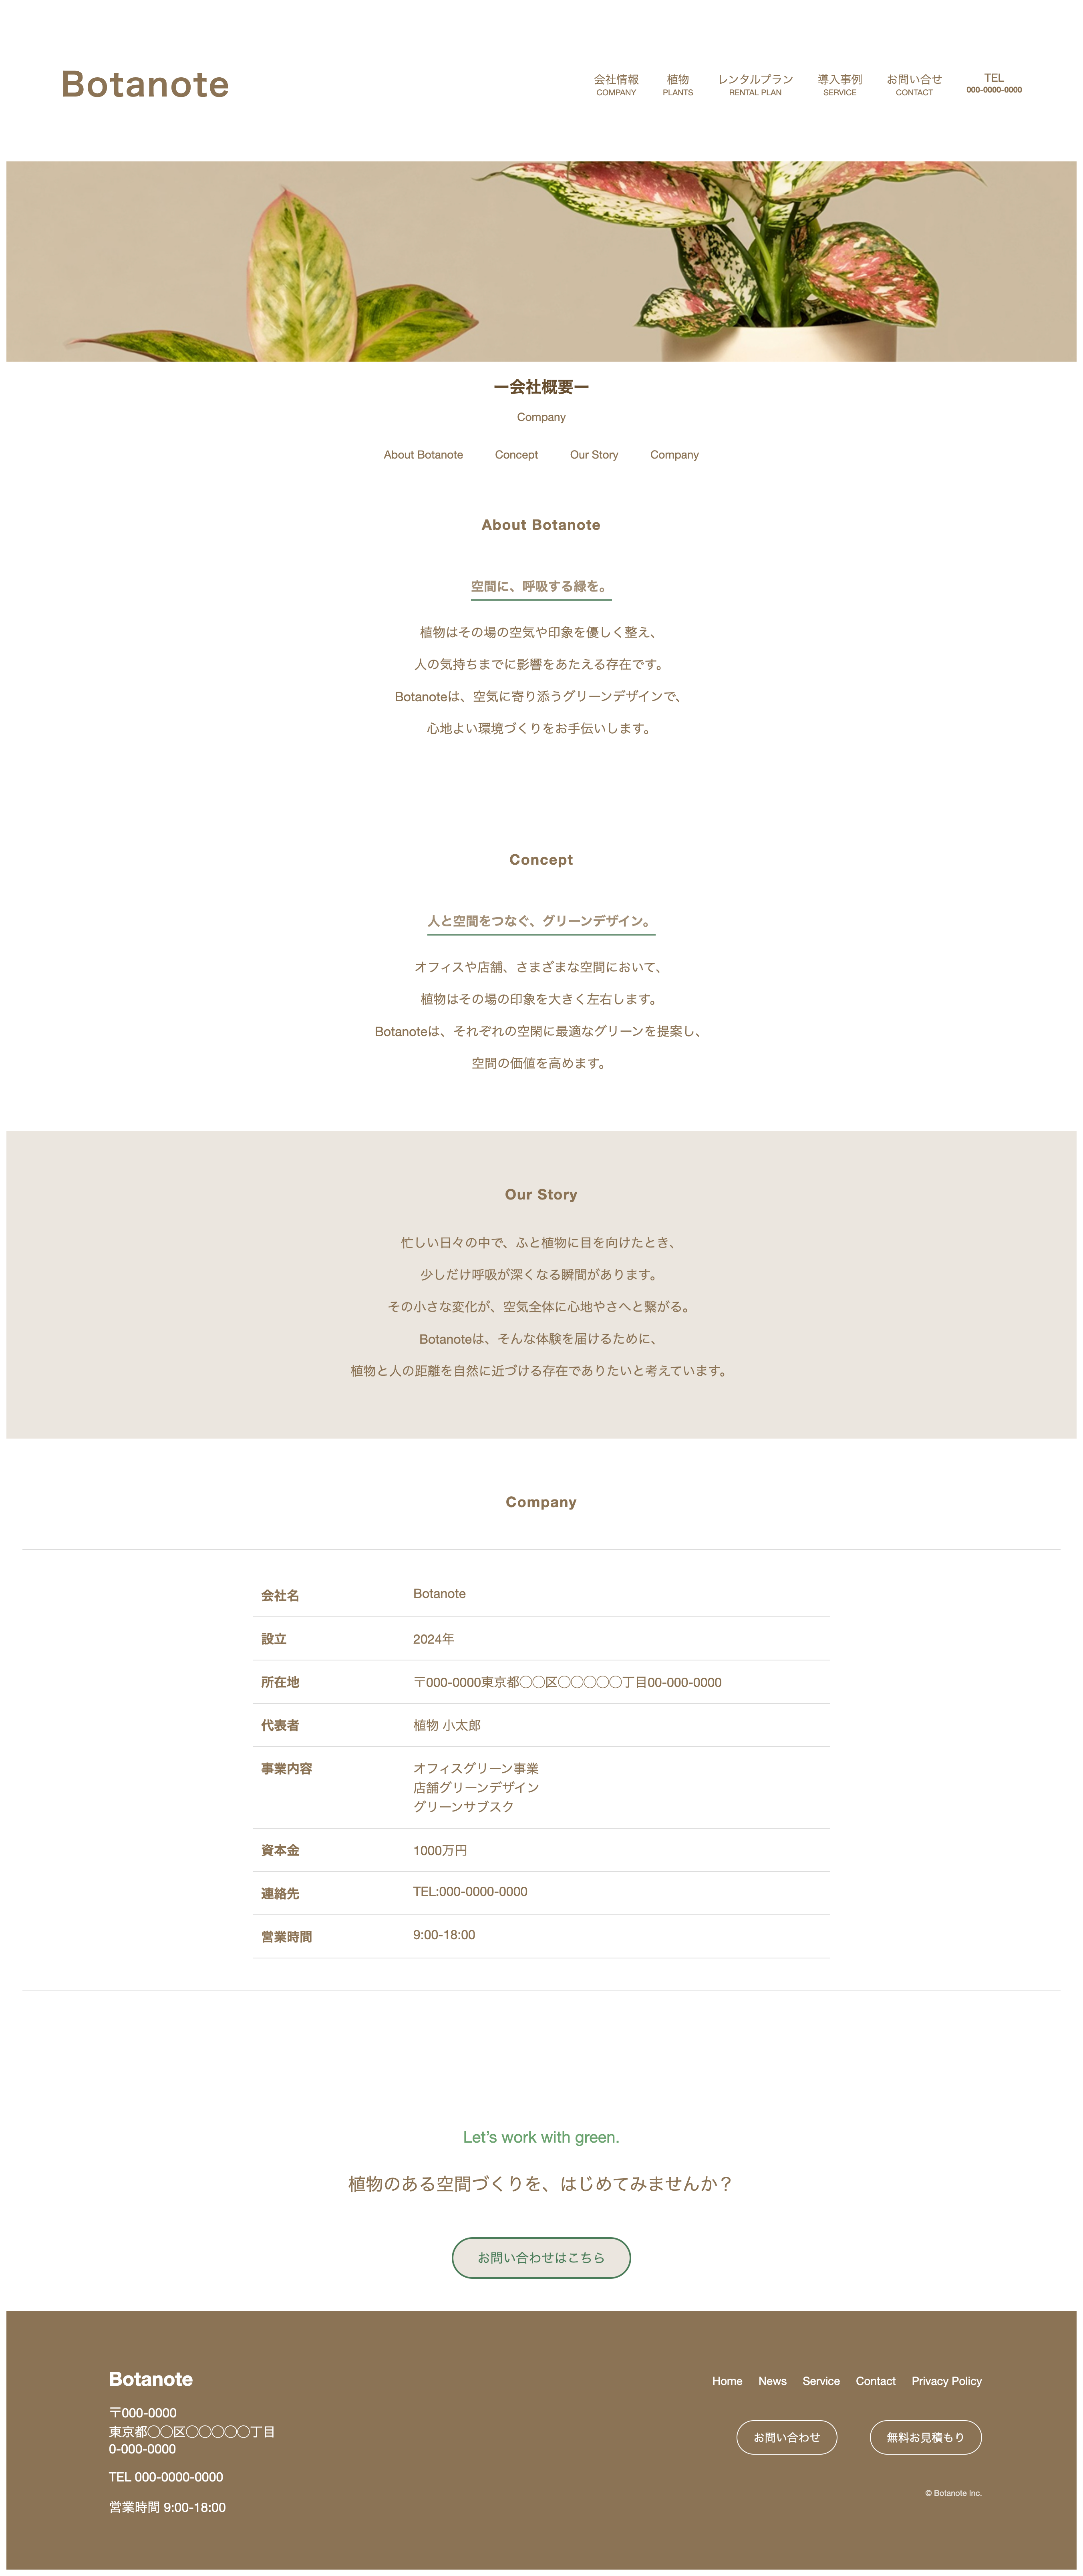 Botanote
会社情報
COMPANY
植物
PLANTS
レンタルプラン
RENTAL PLAN
導入事例
SERVICE
お問い合せ
CONTACT
TEL
000-0000-0000
ー会社概要ー
Company
About Botanote Concept Our Story Company
About Botanote
空間に、呼吸する緑を。
植物はその場の空気や印象を優しく整え、
人の気持ちまでに影響をあたえる存在です。
Botanoteは、空気に寄り添うグリーンデザインで、
心地よい環境づくりをお手伝いします。
Concept
人と空間をつなぐ、グリーンデザイン。
オフィスや店舗、さまざまな空間において、
植物はその場の印象を大きく左右します。
Botanoteは、それぞれの空閑に最適なグリーンを提案し、
空間の価値を高めます。
Our Story
忙しい日々の中で、ふと植物に目を向けたとき、
少しだけ呼吸が深くなる瞬間があります。
その小さな変化が、空気全体に心地やさへと繋がる。
Botanoteは、そんな体験を届けるために、
植物と人の距離を自然に近づける存在でありたいと考えています。
Company
会社名 Botanote
設立 2024年
所在地 〒000-0000東京都◯◯区◯◯◯◯◯丁目00-000-0000
代表者 植物 小太郎
事業内容 オフィスグリーン事業
店舗グリーンデザイン
グリーンサブスク
資本金 1000万円
連絡先 TEL:000-0000-0000
営業時間 9:00-18:00
Let’s work with green.
植物のある空間づくりを、はじめてみませんか？
お問い合わせはこちら
Botanote
〒000-0000
東京都◯◯区◯◯◯◯◯丁目
0-000-0000
TEL 000-0000-0000
営業時間 9:00-18:00
Home News Service Contact Privacy Policy
お問い合わせ 無料お見積もり
© Botanote Inc.